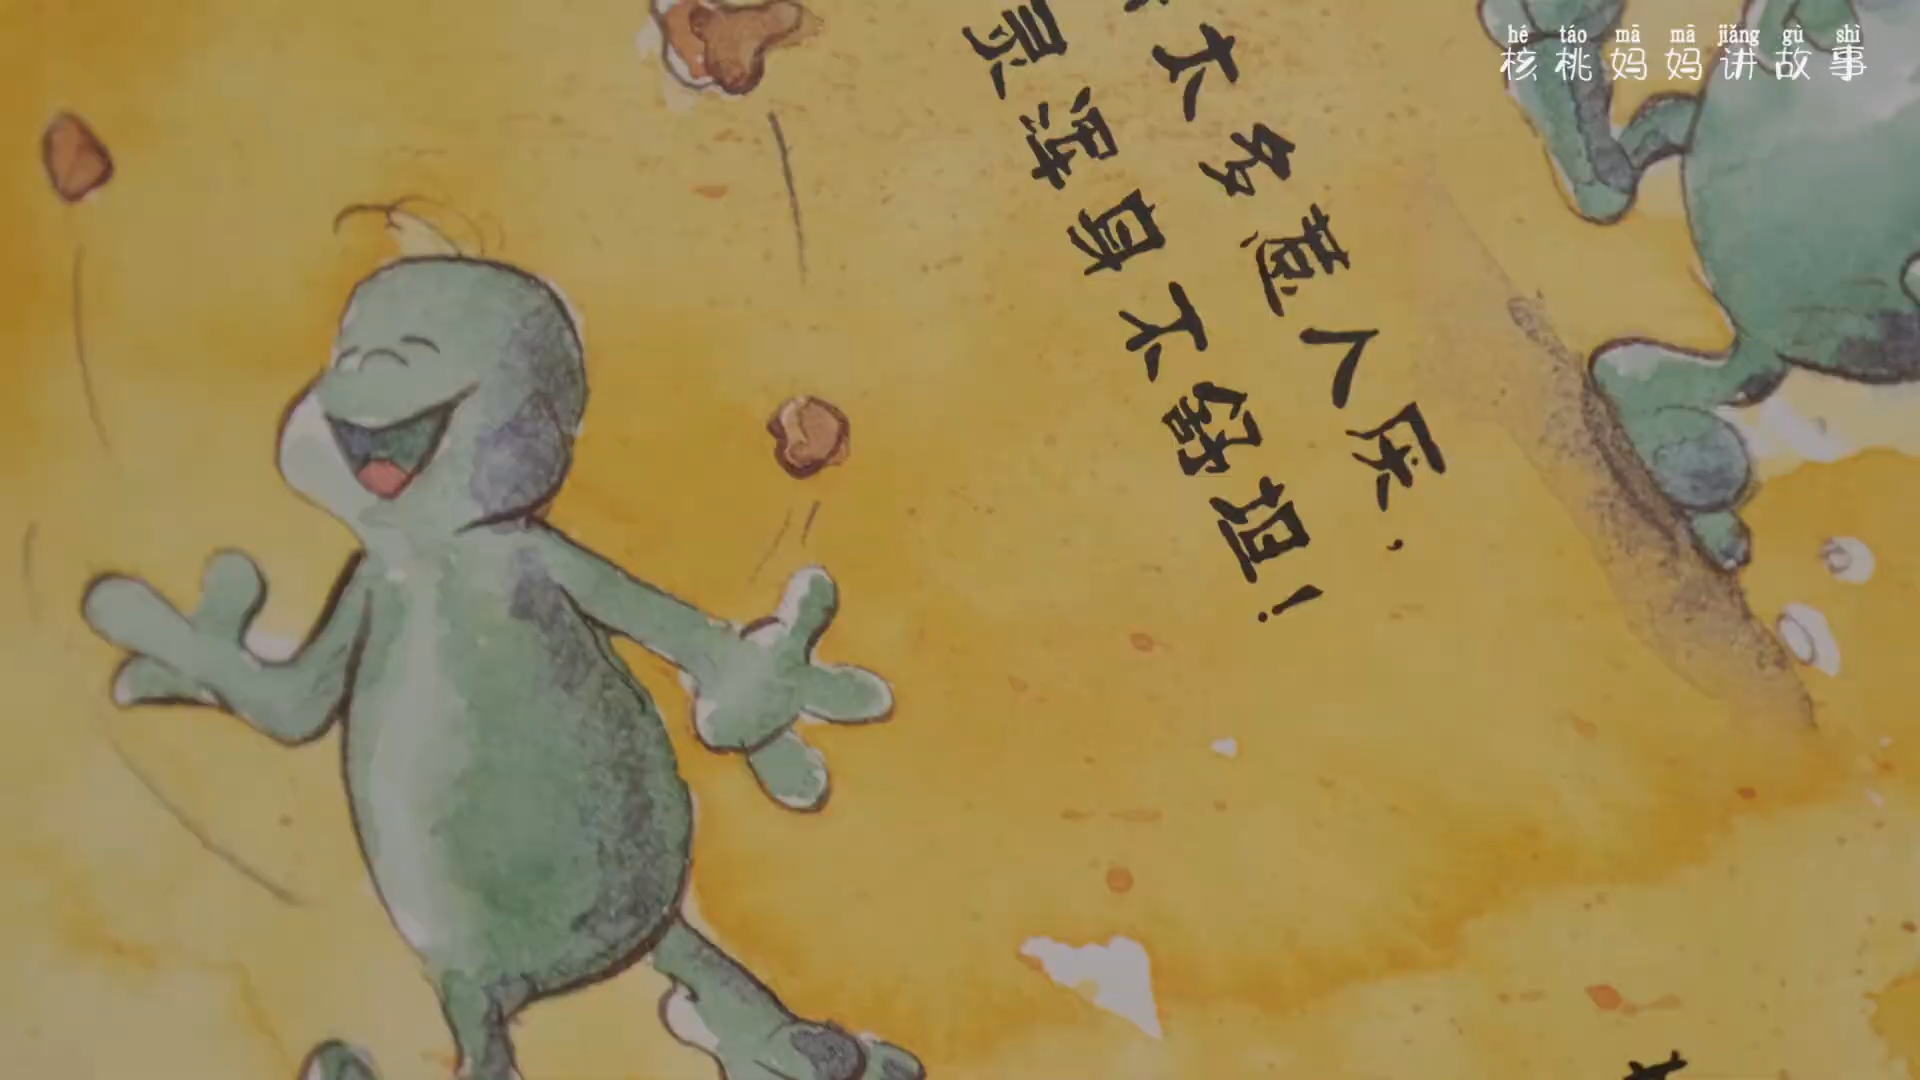 hé táo mā mā jiǎng gù shì
核桃妈妈讲故事
太多惹人厌，
灵浑身不舒坦！